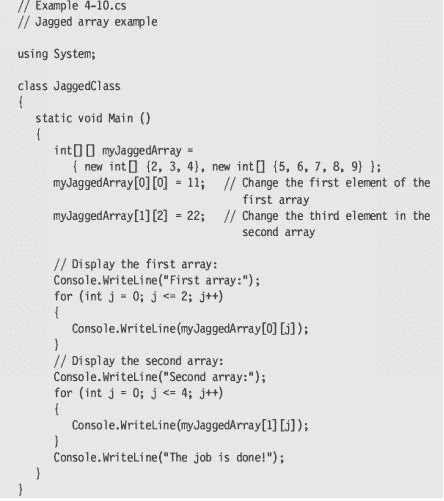 // Example 4-10.cs
// Jagged array example

using System;

class JaggedClass
{
   static void Main ()
   {
      int[][] myJaggedArray =
         { new int[] {2, 3, 4}, new int[] {5, 6, 7, 8, 9} };
      myJaggedArray[0][0] = 11;   // Change the first element of the
                                     first array
      myJaggedArray[1][2] = 22;   // Change the third element in the
                                     second array

      // Display the first array:
      Console.WriteLine("First array:");
      for (int j = 0; j <= 2; j++)
      {
         Console.WriteLine(myJaggedArray[0][j]);
      }
      // Display the second array:
      Console.WriteLine("Second array:");
      for (int j = 0; j <= 4; j++)
      {
         Console.WriteLine(myJaggedArray[1][j]);
      }
      Console.WriteLine("The job is done!");
   }
}